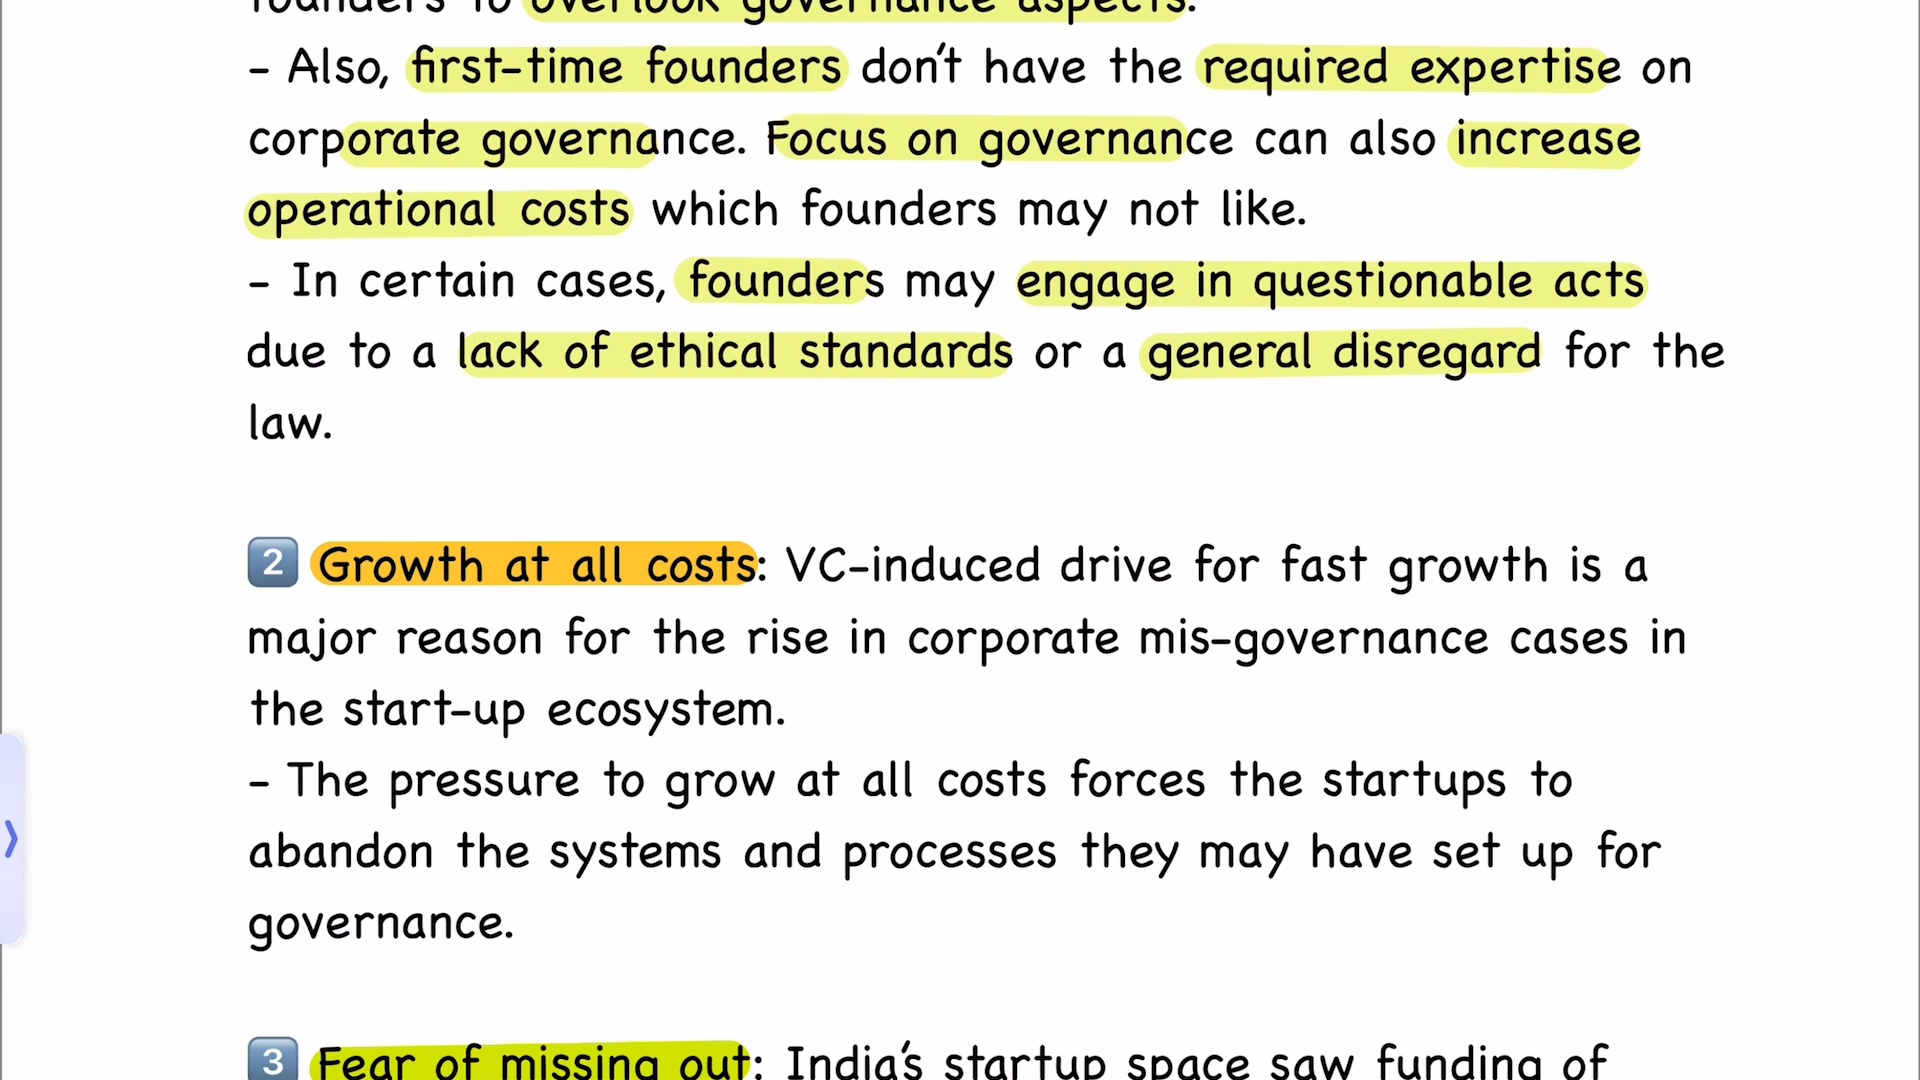 founders to overlook governance aspects.
- Also, first-time founders don't have the required expertise on
corporate governance. Focus on governance can also increase
operational costs which founders may not like.
- In certain cases, founders may engage in questionable acts
due to a lack of ethical standards or a general disregard for the
law.
2 Growth at all costs: VC-induced drive for fast growth is a
major reason for the rise in corporate mis-governance cases in
the start-up ecosystem.
- The pressure to grow at all costs forces the startups to
abandon the systems and processes they may have set up for
governance.
3 Fear of missing out: India's startup space saw funding of